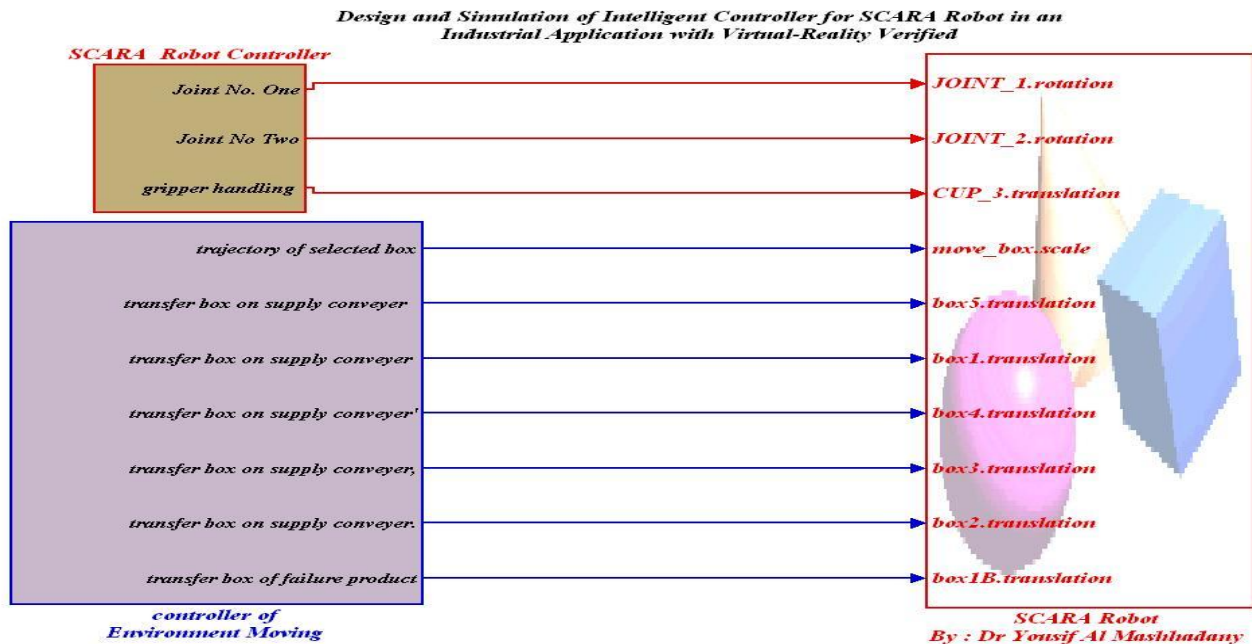 Design and Simulation of Intelligent Controller for SCARA Robot in an
Industrial Application with Virtual-Reality Verified
SCARA Robot Controller
Joint No. One
Joint No Two
gripper handling
trajectory of selected box
transfer box on supply conveyer
transfer box on supply conveyer
transfer box on supply conveyer'
transfer box on supply conveyer,
transfer box on supply conveyer.
transfer box of failure product
controller of
Environment Moving
JOINT_1.rotation
JOINT_2.rotation
CUP_3.translation
move_box.scale
box5.translation
box1.translation
box4.translation
box3.translation
box2.translation
box1B.translation
SCARA Robot
By : Dr Yousif Al Mashhadany